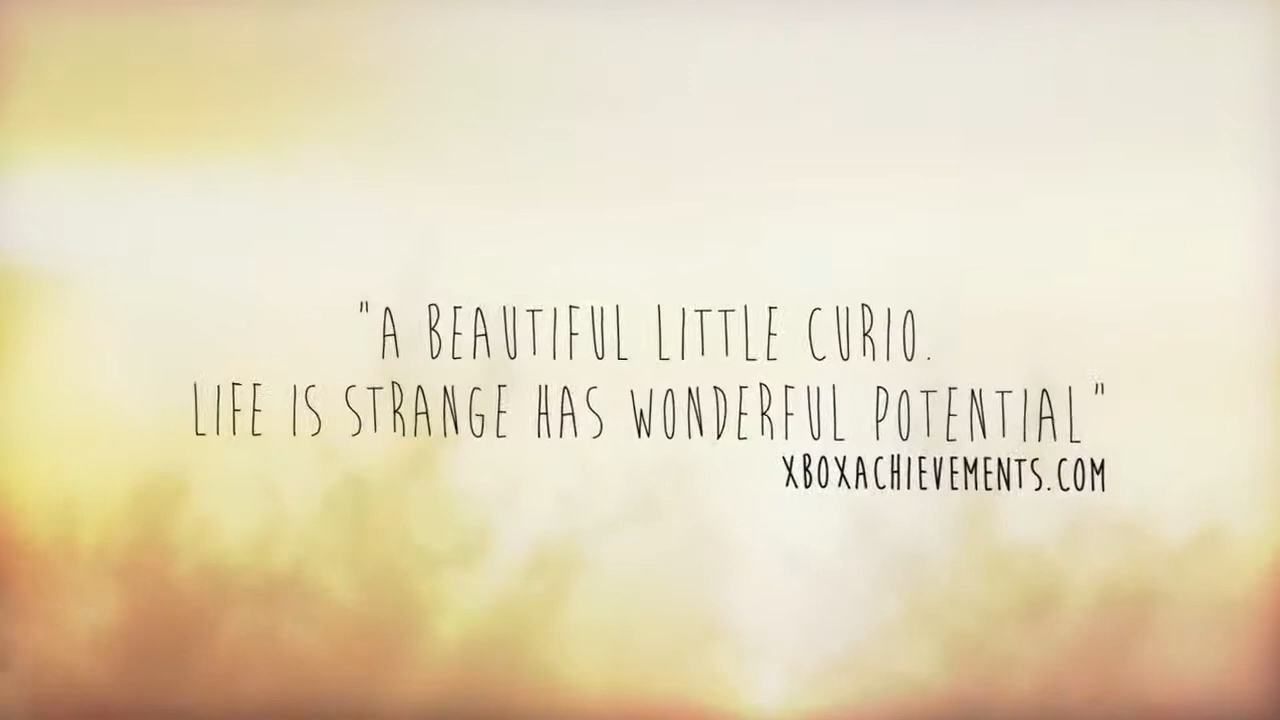 "A BEAUTIFUL LITTLE CURIO.
LIFE IS STRANGE HAS WONDERFUL POTENTIAL"
XBOXACHIEVEMENTS.COM